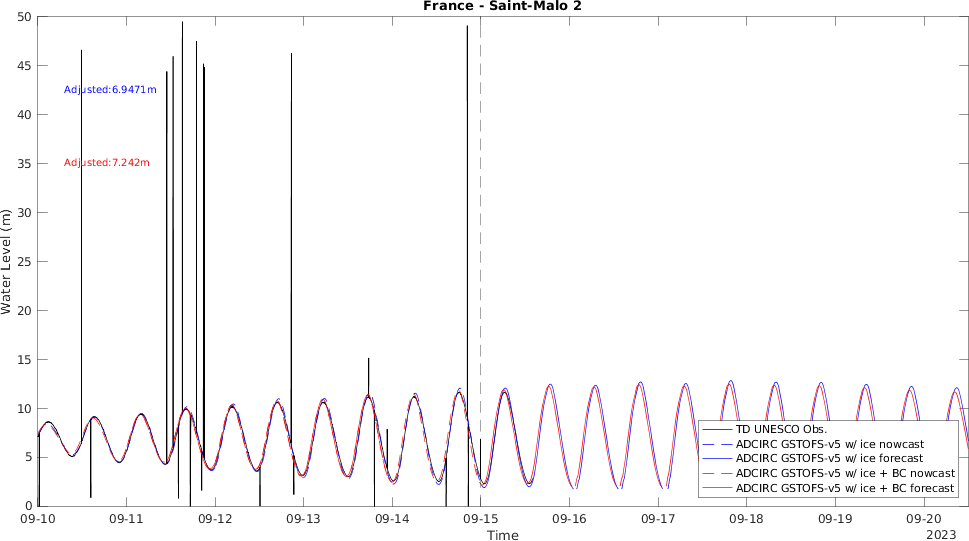 France - Saint-Malo 2
Water Level (m)
50
45
40
35
30
25
20
15
10
5
0
Adjusted:6.9471m
Adjusted:7.242m
TD UNESCO Obs.
ADCIRC GSTOFS-v5 w/ ice nowcast
ADCIRC GSTOFS-v5 w/ ice forecast
ADCIRC GSTOFS-v5 w/ ice + BC nowcast
ADCIRC GSTOFS-v5 w/ ice + BC forecast
09-10 09-11 09-12 09-13 09-14 09-15 09-16 09-17 09-18 09-19 09-20
Time
2023